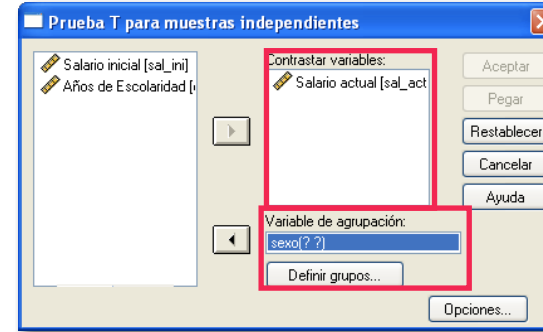 Prueba T para muestras independientes
Salario inicial [sal_ini]
Años de Escolaridad [
Contrastar variables:
Salario actual [sal_act
Aceptar
Pegar
Restablecer
Cancelar
Ayuda
Variable de agrupación:
sexo(? ?)
Definir grupos...
Opciones...